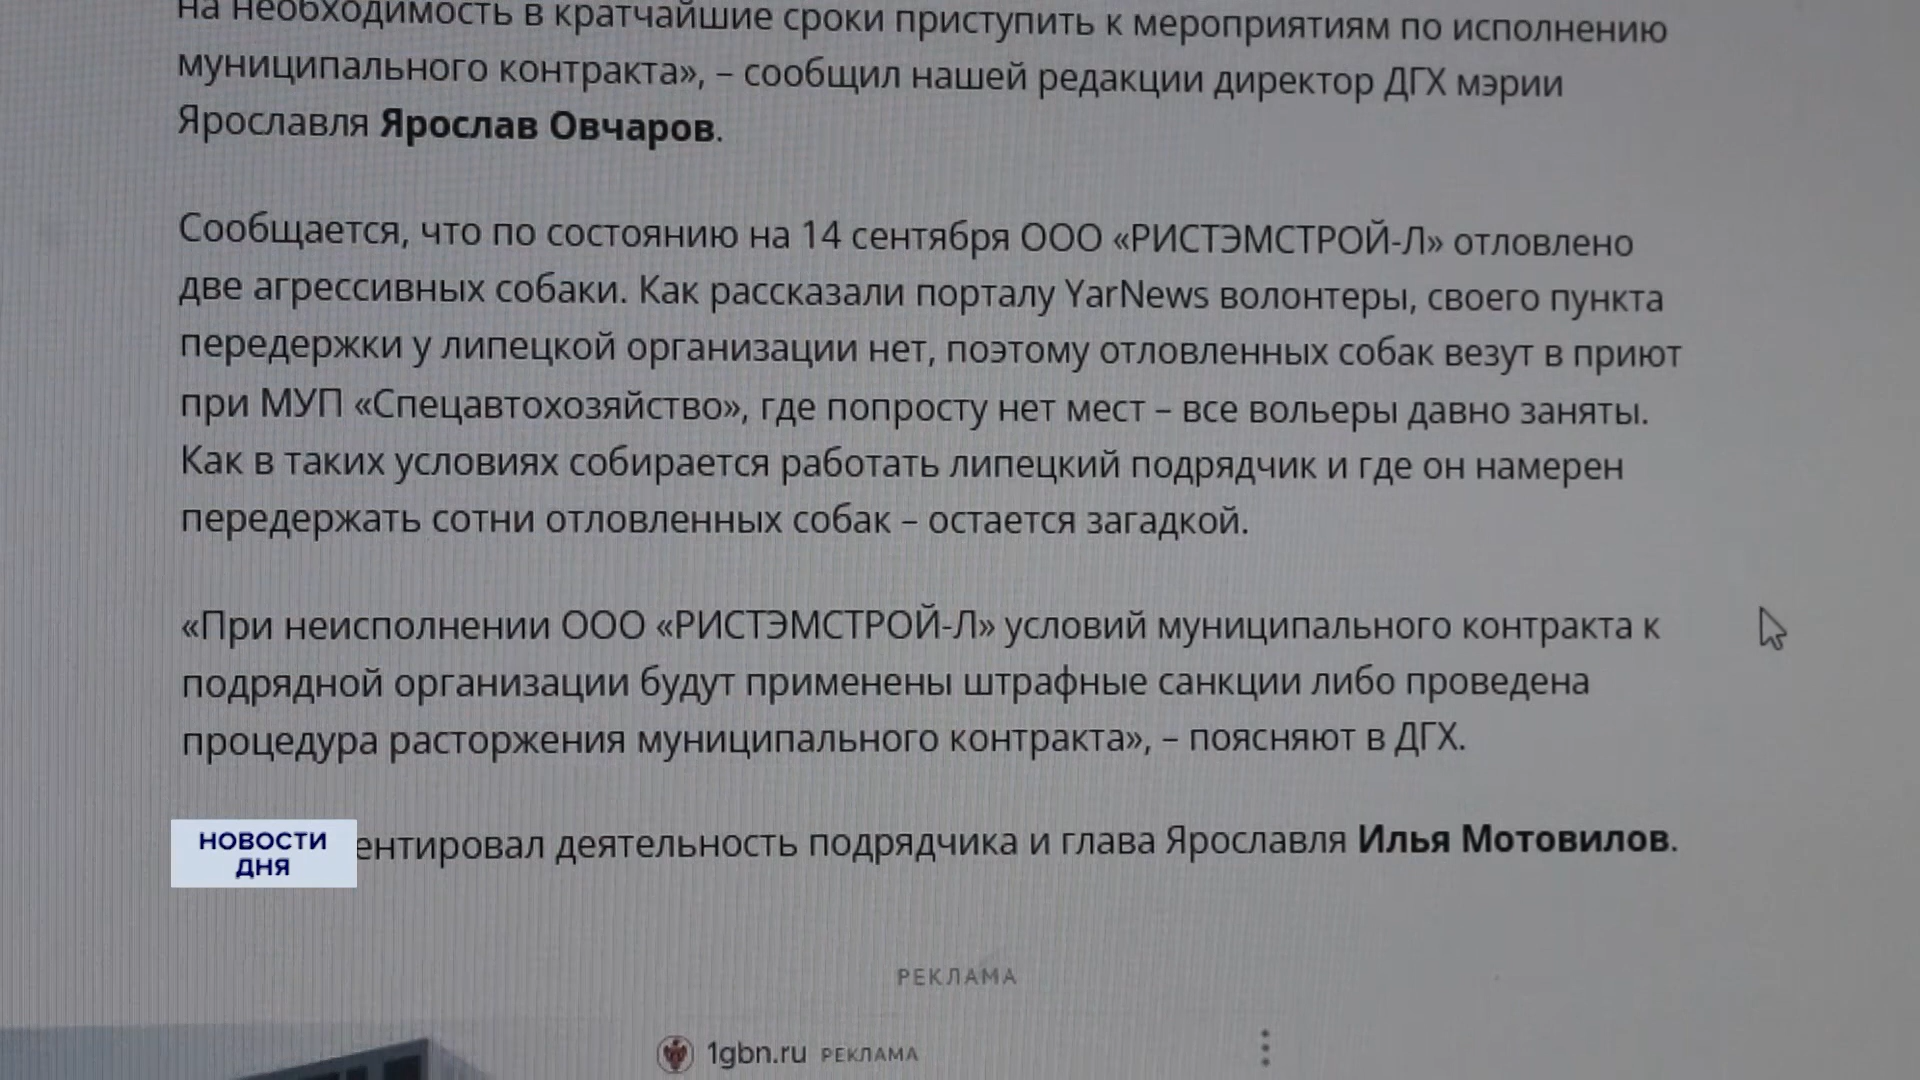 на необходимость в кратчайшие сроки приступить к мероприятиям по исполнению
муниципального контракта», – сообщил нашей редакции директор ДГХ мэрии
Ярославля Ярослав Овчаров.
Сообщается, что по состоянию на 14 сентября ООО «РИСТЭМСТРОЙ-Л» отловлено
две агрессивных собаки. Как рассказали порталу YarNews волонтеры, своего пункта
передержки у липецкой организации нет, поэтому отловленных собак везут в приют
при МУП «Спецавтохозяйство», где попросту нет мест – все вольеры давно заняты.
Как в таких условиях собирается работать липецкий подрядчик и где он намерен
передержать сотни отловленных собак – остается загадкой.
«При неисполнении ООО «РИСТЭМСТРОЙ-Л» условий муниципального контракта к
подрядной организации будут применены штрафные санкции либо проведена
процедура расторжения муниципального контракта», – поясняют в ДГХ.
НОВОСТИ
ДНЯ
ентировал деятельность подрядчика и глава Ярославля Илья Мотовилов.
РЕКЛАМА
1gbn.ru РЕКЛАМА